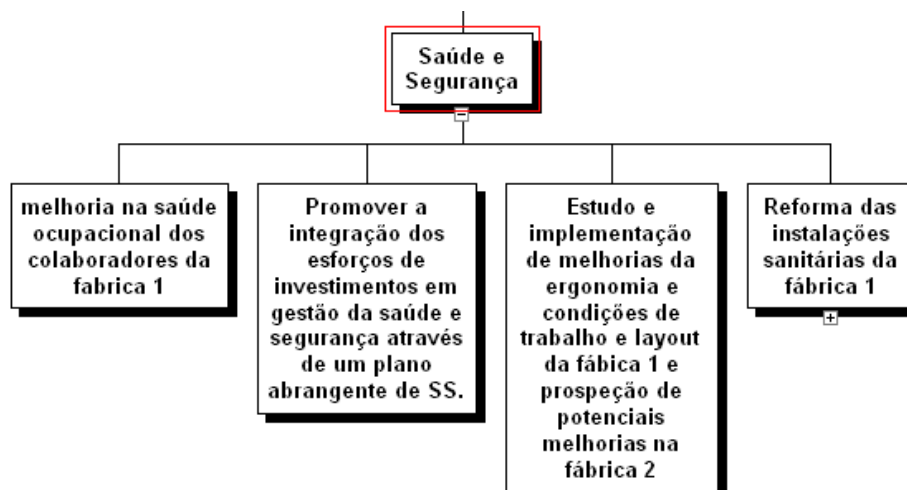 Saúde e
Segurança
melhoria na saúde
ocupacional dos
colaboradores da
fabrica 1
Promover a
integração dos
esforços de
investimentos em
gestão da saúde e
segurança através
de um plano
abrangente de SS.
Estudo e
implementação
de melhorias da
ergonomia e
condições de
trabalho e layout
da fábica 1 e
prospeção de
potenciais
melhorias na
fábrica 2
Reforma das
instalações
sanitárias da
fábrica 1